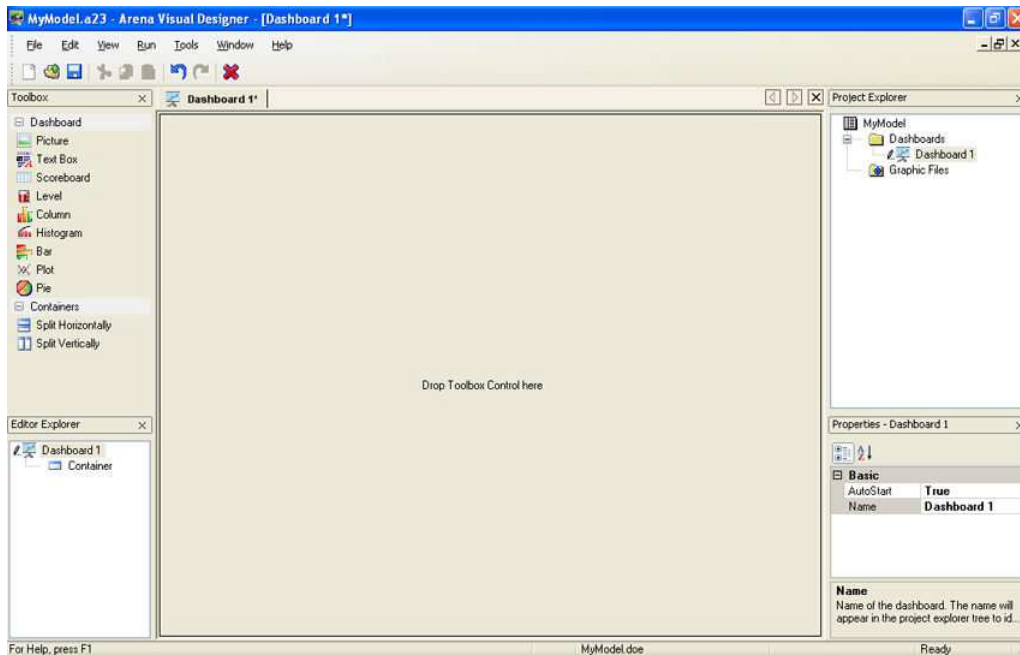 MyModel.a23 - Arena Visual Designer - [Dashboard 1*]
File Edit View Run Tools Window Help
Toolbox
Dashboard
Picture
Text Box
Scoreboard
Level
Column
Histogram
Bar
Plot
Pie
Containers
Split Horizontally
Split Vertically
Editor Explorer
Dashboard 1
Container
Dashboard 1*
Drop Toolbox Control here
Project Explorer
MyModel
Dashboards
Dashboard 1
Graphic Files
Properties - Dashboard 1
Basic
AutoStart True
Name Dashboard 1
Name
Name of the dashboard. The name will
appear in the project explorer tree to id...
For Help, press F1 MyModel.doe Ready